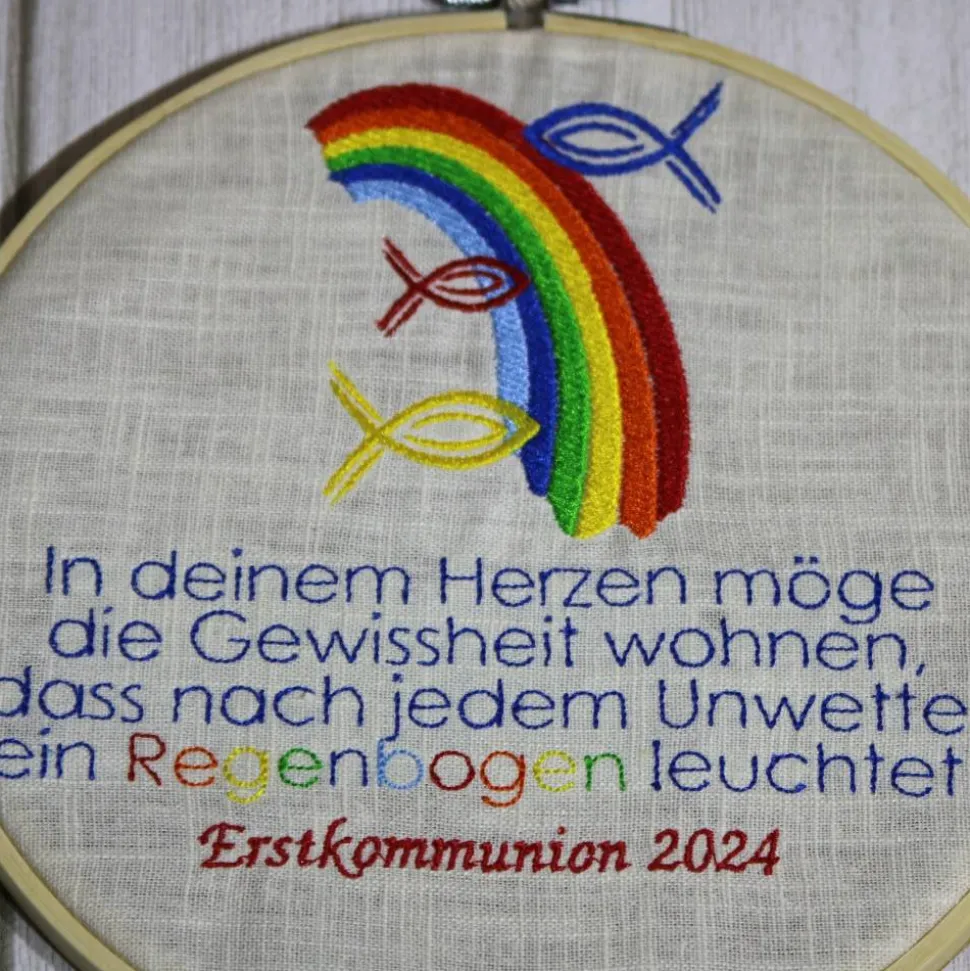 In deinem Herzen möge
die Gewissheit wohnen,
dass nach jedem Unwette
ein Regenbogen leuchtet
Erstkommunion 2024